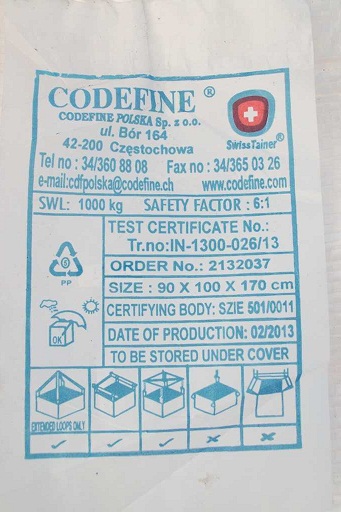 CODEFINE ®
CODEFINE POLSKA Sp. z o.o.
ul. Bór 164
42-200 Częstochowa
SwissTainer®
Tel no : 34/360 88 08 Fax no : 34/365 03 26
e-mail:cdfpolska@codefine.ch www.codefine.com
SWL: 1000 kg SAFETY FACTOR : 6:1
TEST CERTIFICATE No.:
Tr.no:IN-1300-026/13
ORDER No.: 2132037
SIZE : 90 X 100 X 170 cm
CERTIFYING BODY: SZIE 501/0011
DATE OF PRODUCTION: 02/2013
TO BE STORED UNDER COVER
5
PP
OK
EXTENDED LOOPS ONLY